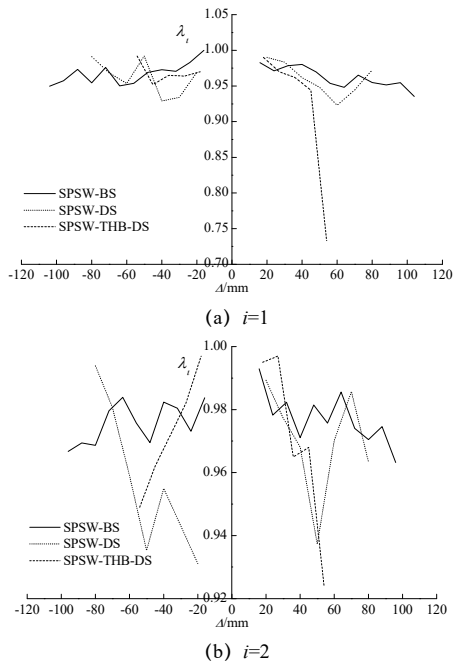 (a)
λi
1.05
1.00
0.95
0.90
0.85
0.80
0.75
0.70
SPSW-BS
SPSW-DS
SPSW-THB-DS
-120 -100 -80 -60 -40 -20 0 20 40 60 80 100 120
Δ/mm
(a) i=1
λi
1.00
0.98
0.96
0.94
0.92
SPSW-BS
SPSW-DS
SPSW-THB-DS
-120 -100 -80 -60 -40 -20 0 20 40 60 80 100 120
Δ/mm
(b) i=2